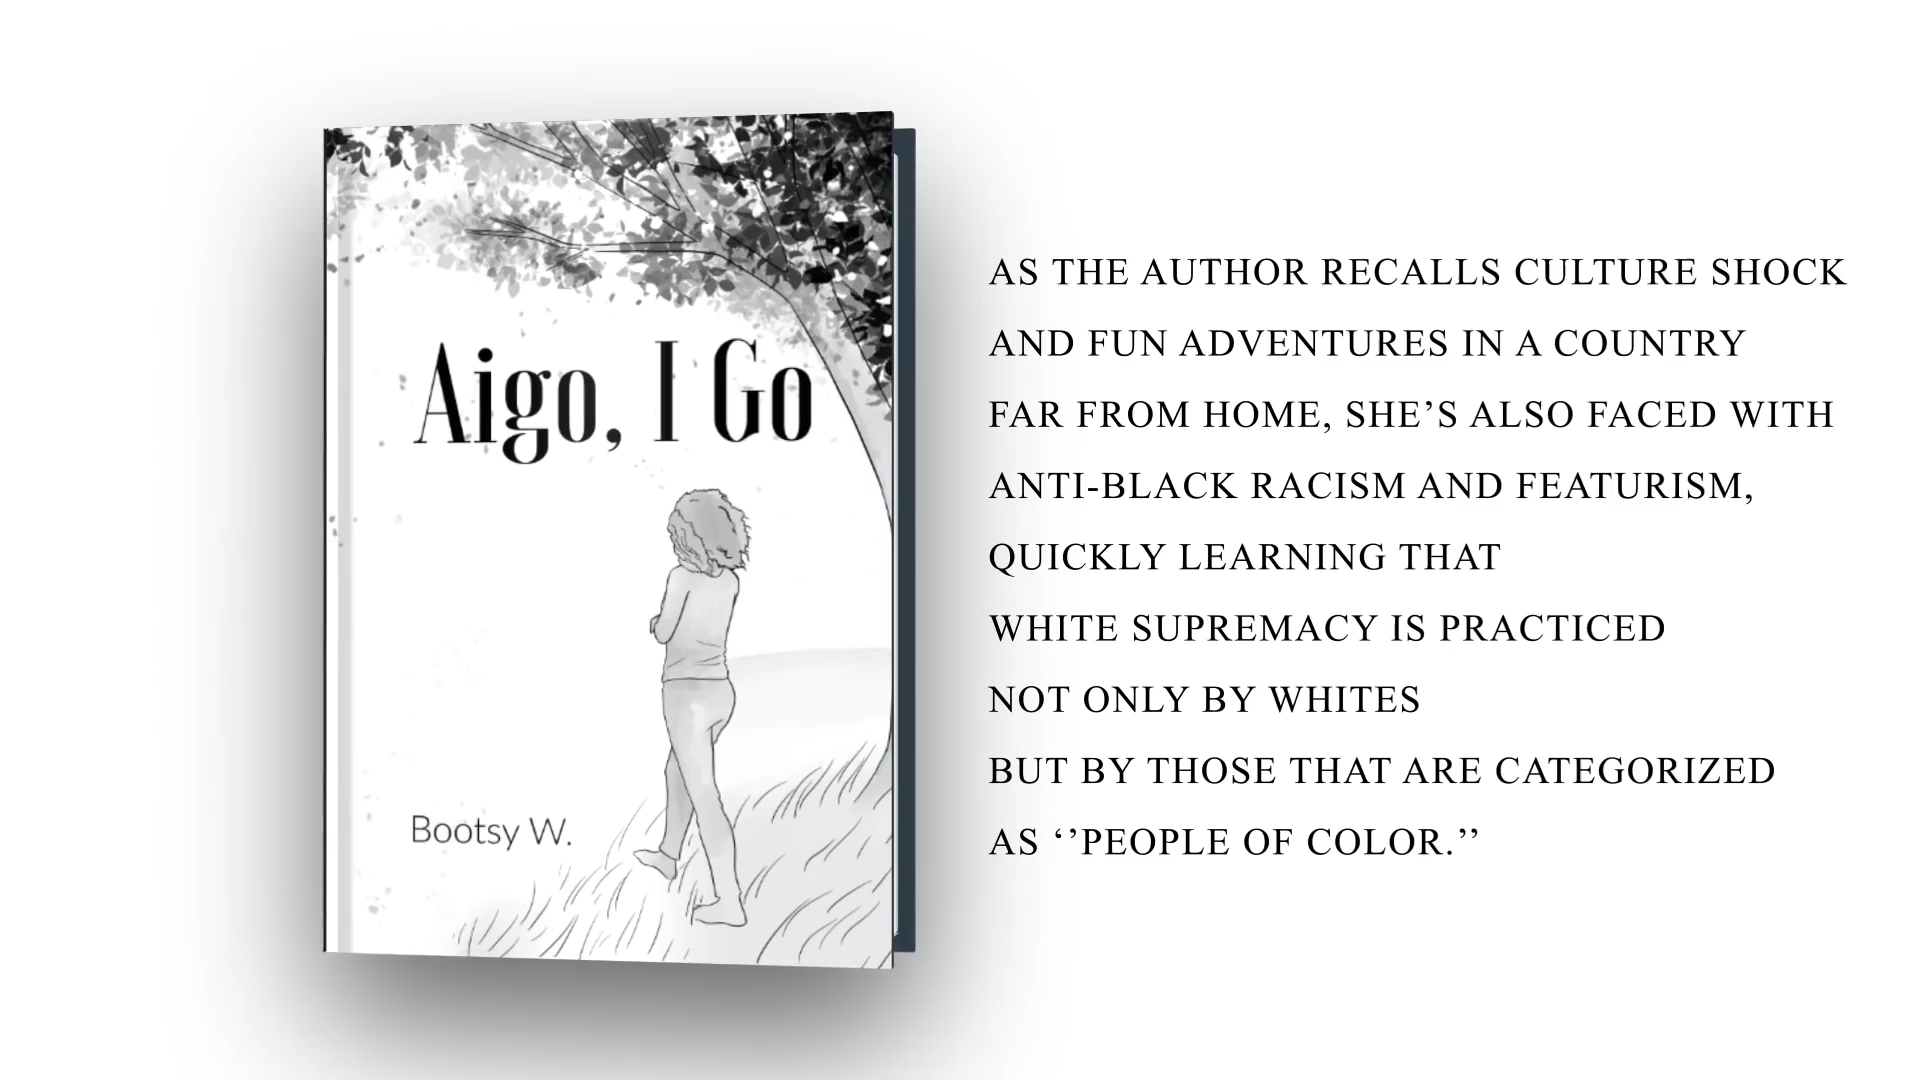 Aigo, I Go
Bootsy W.
AS THE AUTHOR RECALLS CULTURE SHOCK
AND FUN ADVENTURES IN A COUNTRY
FAR FROM HOME, SHE’S ALSO FACED WITH
ANTI-BLACK RACISM AND FEATURISM,
QUICKLY LEARNING THAT
WHITE SUPREMACY IS PRACTICED
NOT ONLY BY WHITES
BUT BY THOSE THAT ARE CATEGORIZED
AS ‘’PEOPLE OF COLOR.’’